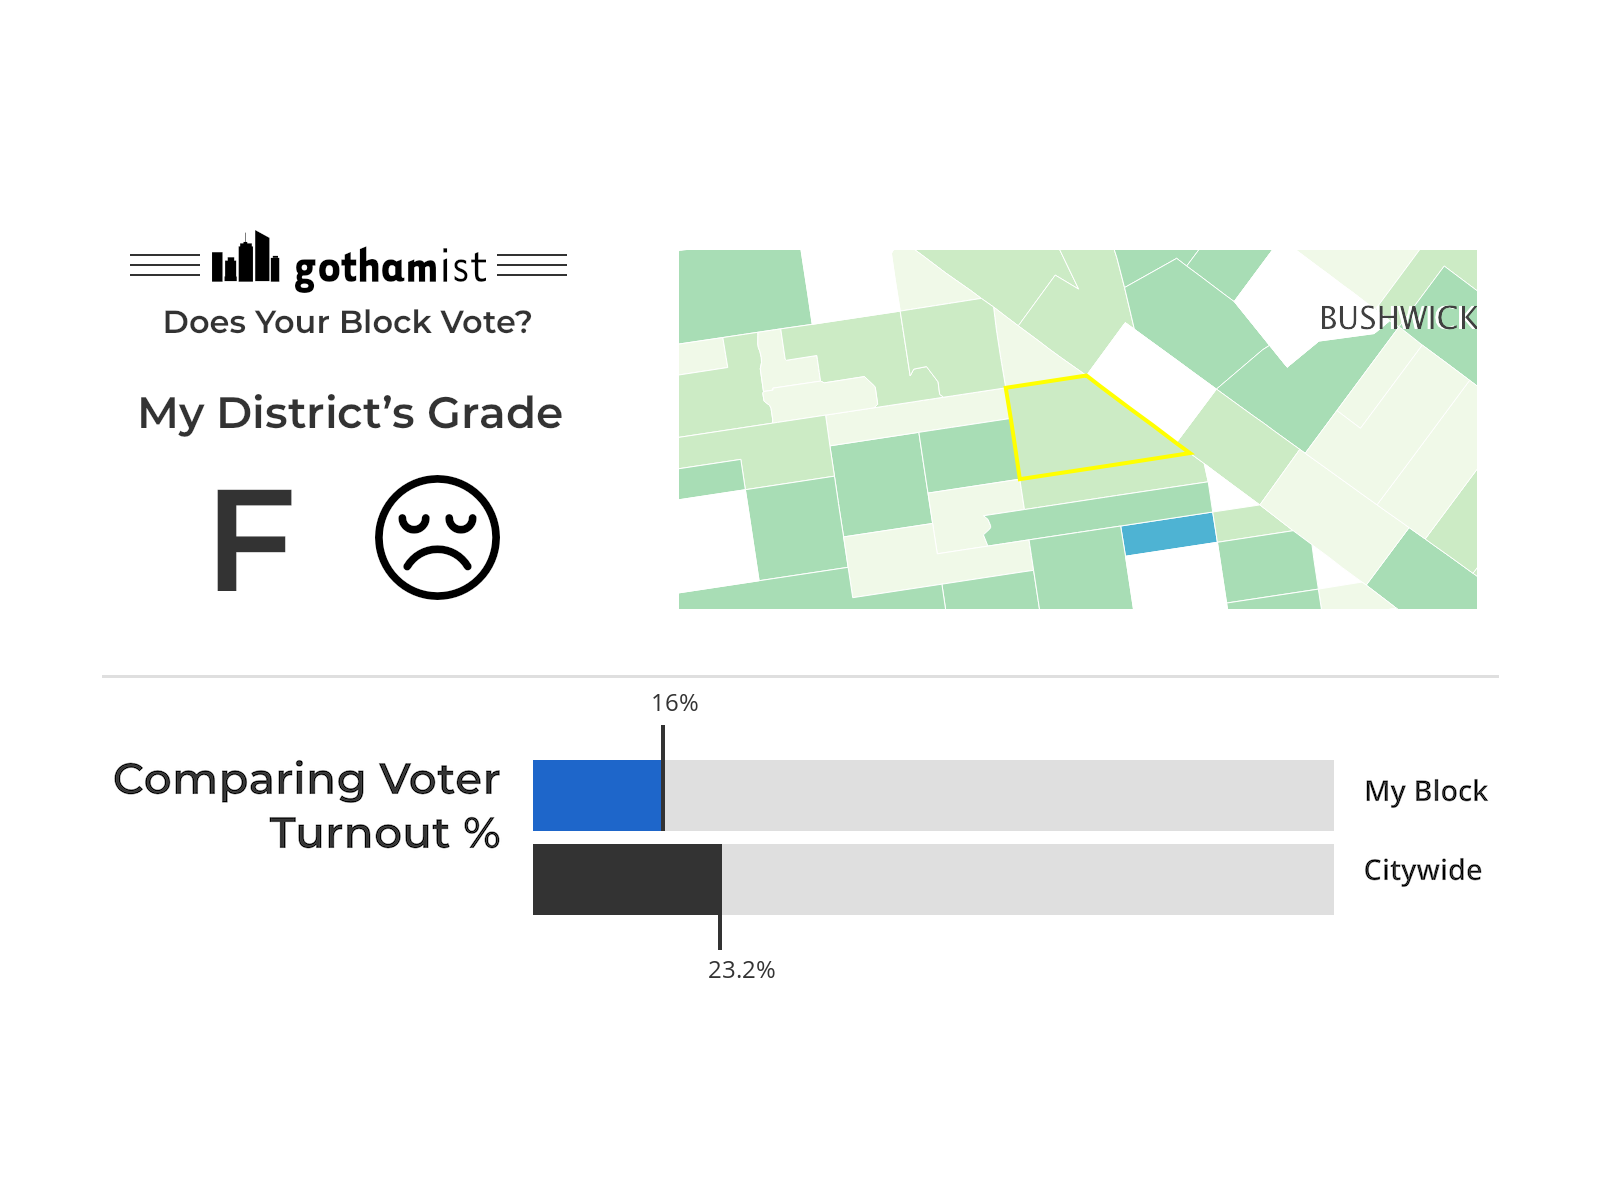 gothamist
Does Your Block Vote?
My District’s Grade
F
BUSHWICK
Comparing Voter
Turnout %
16%
My Block
Citywide
23.2%